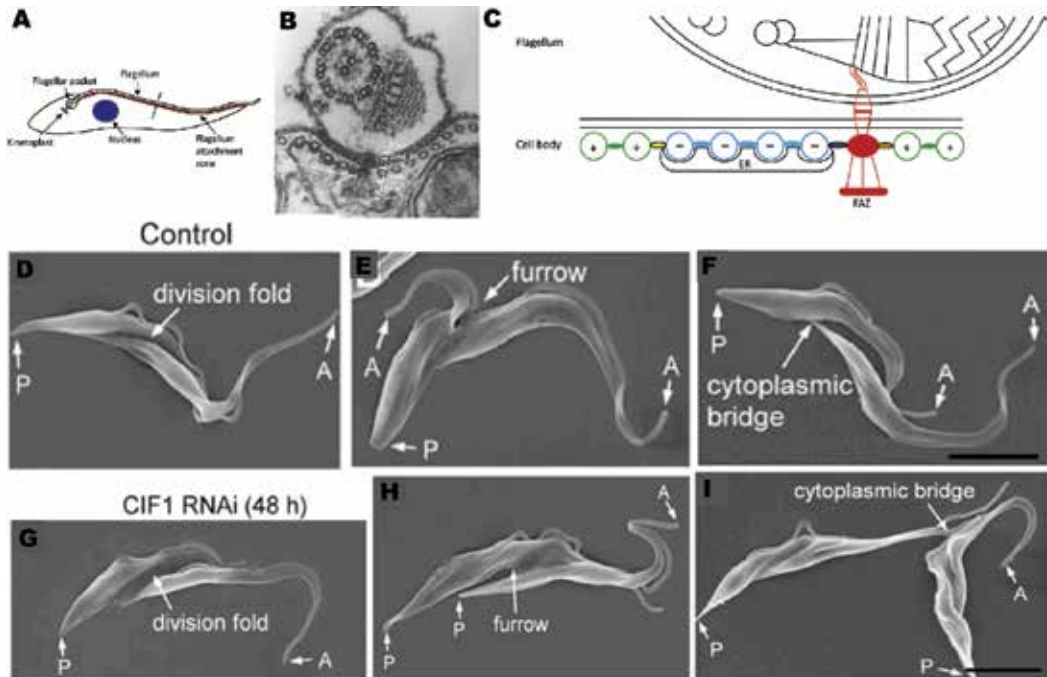 A
Flagellar pocket
Flagellum
Kinetoplast
Nucleus
Flagellum
attachment
zone
B
C
Flagellum
Cell body
+
+
−
−
−
−
+
+
ER
FAZ
Control
D
division fold
P
A
E
furrow
A
A
P
F
P
A
A
cytoplasmic
bridge
CIF1 RNAi (48 h)
G
division fold
P
A
H
A
P
P
furrow
I
cytoplasmic bridge
A
P
P